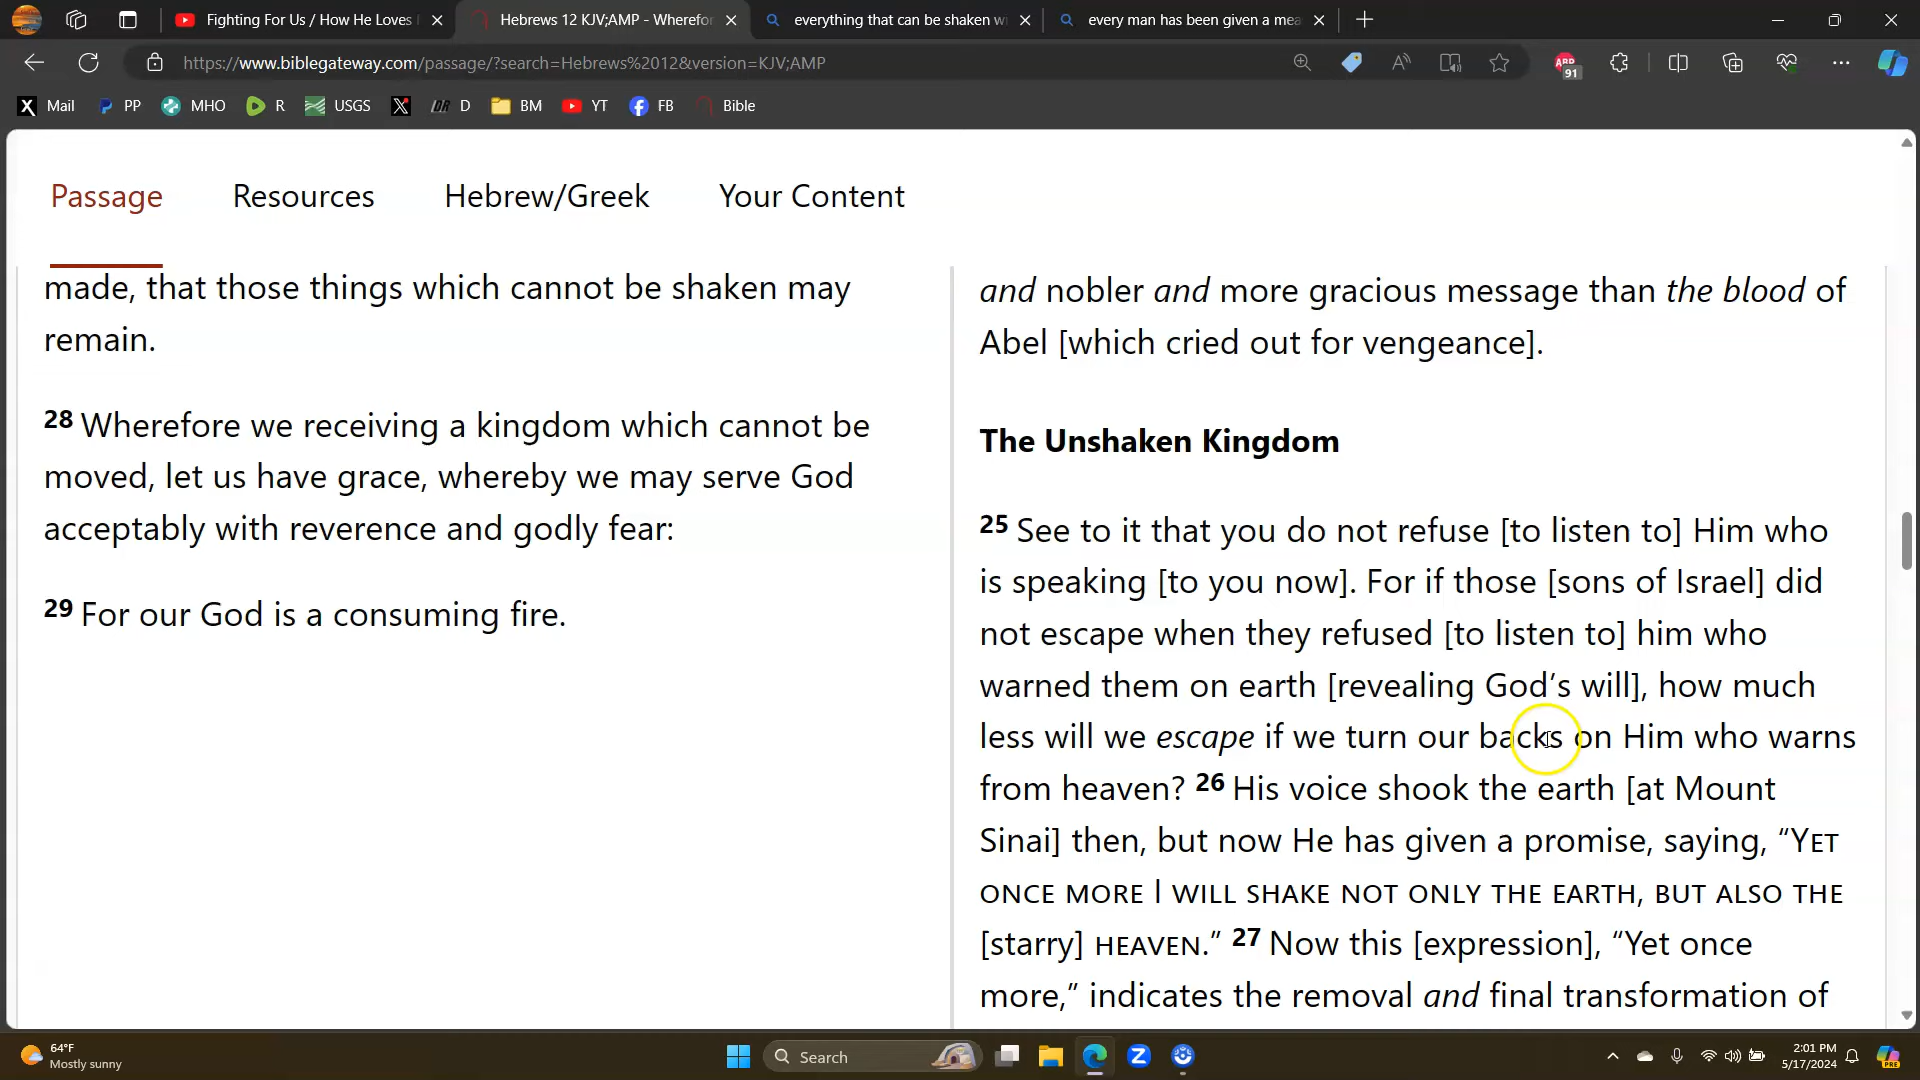 Fighting For Us / How He Loves
Hebrews 12 KJV;AMP - Wherefor
everything that can be shaken w
every man has been given a mea
https://www.biblegateway.com/passage/?search=Hebrews%2012&version=KJV;AMP
ABP
91
Mail
PP
MHO
R
USGS
X
DR
D
BM
YT
FB
Bible
Passage
Resources
Hebrew/Greek
Your Content
made, that those things which cannot be shaken may
remain.
28 Wherefore we receiving a kingdom which cannot be
moved, let us have grace, whereby we may serve God
acceptably with reverence and godly fear:
29 For our God is a consuming fire.
and nobler and more gracious message than the blood of
Abel [which cried out for vengeance].
The Unshaken Kingdom
25 See to it that you do not refuse [to listen to] Him who
is speaking [to you now]. For if those [sons of Israel] did
not escape when they refused [to listen to] him who
warned them on earth [revealing God’s will], how much
less will we escape if we turn our backs on Him who warns
from heaven? 26 His voice shook the earth [at Mount
Sinai] then, but now He has given a promise, saying, “YET
ONCE MORE I WILL SHAKE NOT ONLY THE EARTH, BUT ALSO THE
[starry] HEAVEN.” 27 Now this [expression], “Yet once
more,” indicates the removal and final transformation of
64°F
Mostly sunny
Search
2:01 PM
5/17/2024
PRE